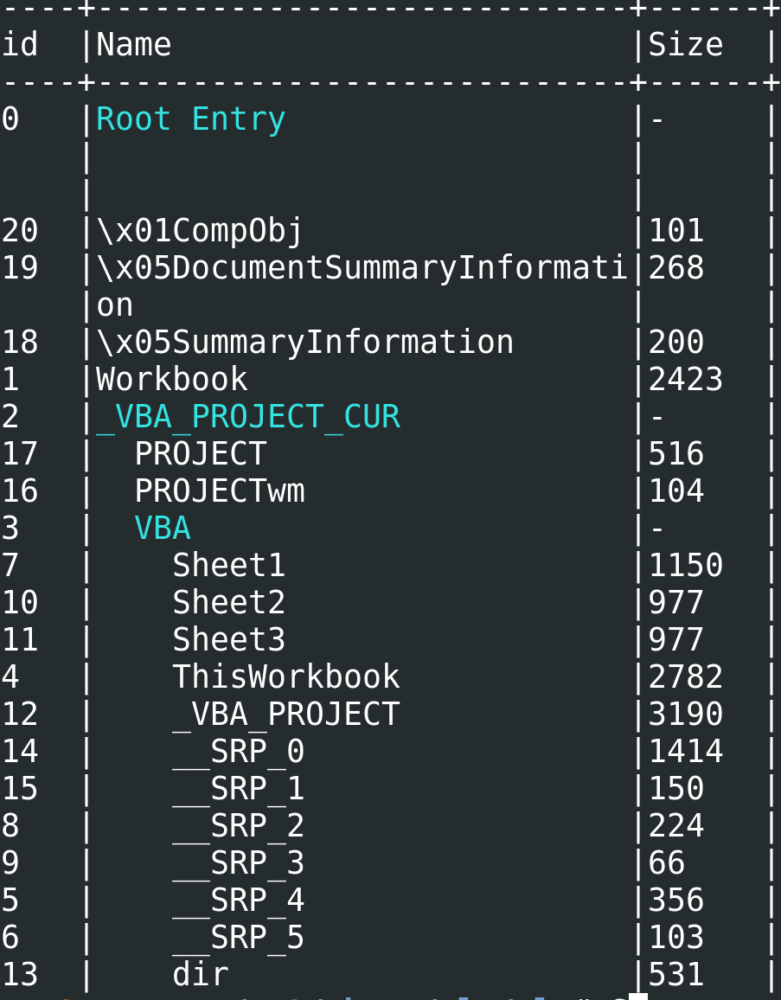 ----+----------------------------+------+
id  |Name                        |Size  |
----+----------------------------+------+
0   |Root Entry                  |-     |
    |                            |      |
    |                            |      |
20  |\x01CompObj                 |101   |
19  |\x05DocumentSummaryInformati|268   |
    |on                          |      |
18  |\x05SummaryInformation      |200   |
1   |Workbook                    |2423  |
2   |_VBA_PROJECT_CUR            |-     |
17  |  PROJECT                   |516   |
16  |  PROJECTwm                 |104   |
3   |  VBA                       |-     |
7   |    Sheet1                  |1150  |
10  |    Sheet2                  |977   |
11  |    Sheet3                  |977   |
4   |    ThisWorkbook            |2782  |
12  |    _VBA_PROJECT            |3190  |
14  |    __SRP_0                 |1414  |
15  |    __SRP_1                 |150   |
8   |    __SRP_2                 |224   |
9   |    __SRP_3                 |66    |
5   |    __SRP_4                 |356   |
6   |    __SRP_5                 |103   |
13  |    dir                     |531   |